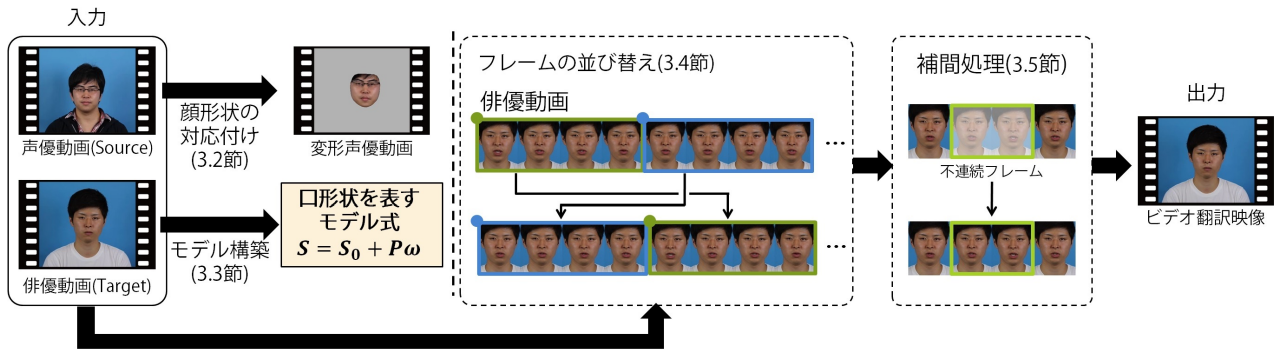 入力
声優動画(Source)
俳優動画(Target)
顔形状の
対応付け
(3.2節)
変形声優動画
モデル構築
(3.3節)
口形状を表す
モデル式
S = S₀ + Pω
フレームの並び替え(3.4節)
俳優動画
...
...
補間処理(3.5節)
不連続フレーム
出力
ビデオ翻訳映像